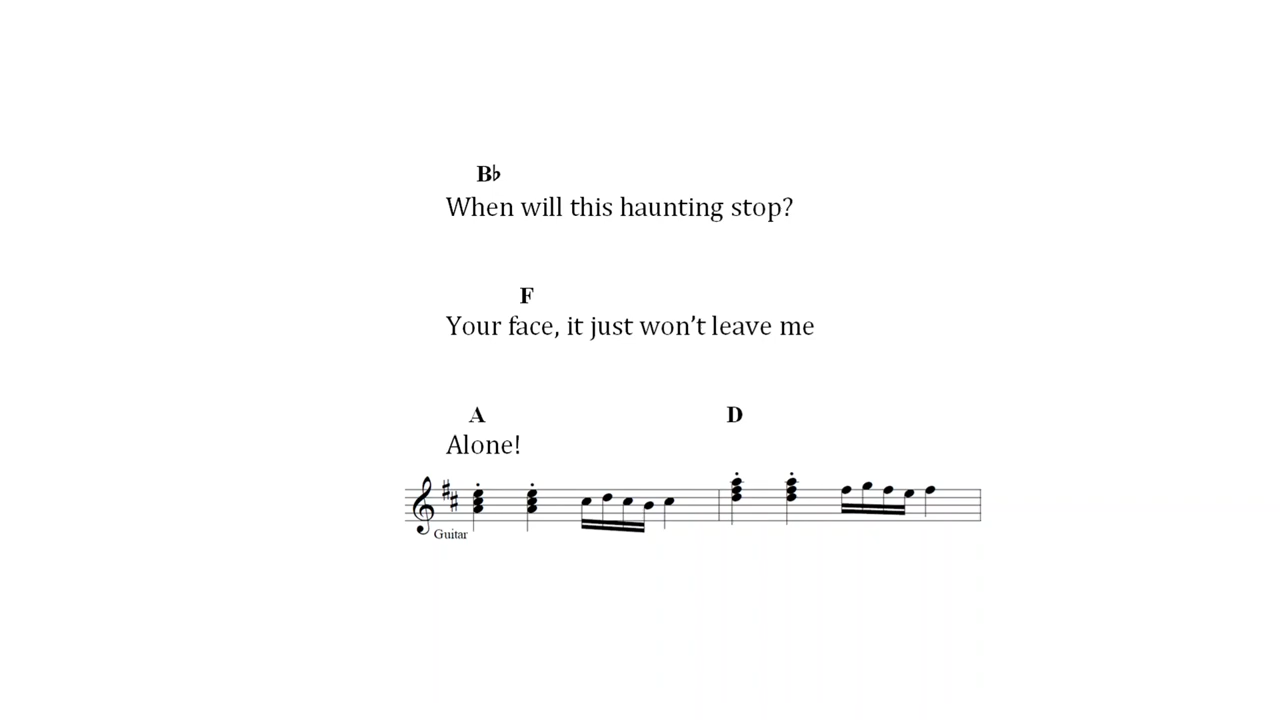 B♭
When will this haunting stop?
F
Your face, it just won’t leave me
A D
Alone!
Guitar